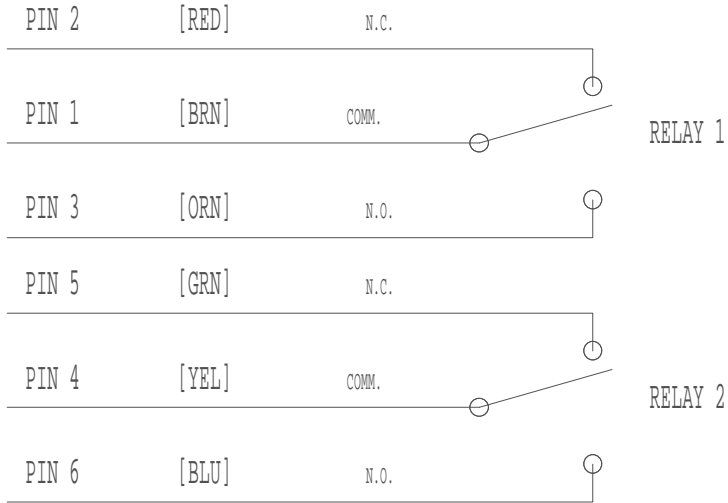 PIN 2 [RED] N.C.
PIN 1 [BRN] COMM.
RELAY 1
PIN 3 [ORN] N.O.
PIN 5 [GRN] N.C.
PIN 4 [YEL] COMM.
RELAY 2
PIN 6 [BLU] N.O.